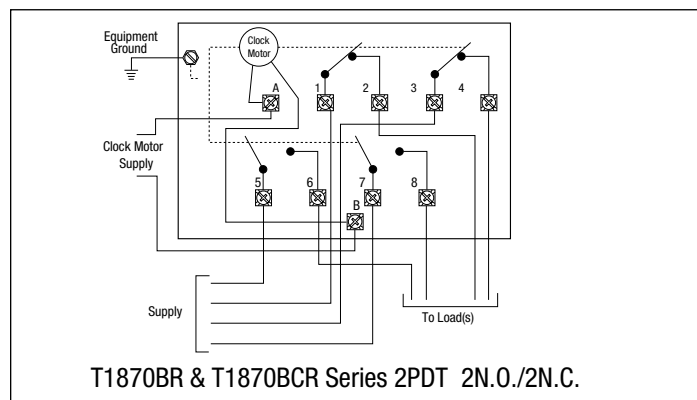 Equipment
Ground
Clock
Motor
A
1
2
3
4
Clock Motor
Supply
5
6
7
8
B
Supply
To Load(s)
T1870BR & T1870BCR Series 2PDT 2N.O./2N.C.